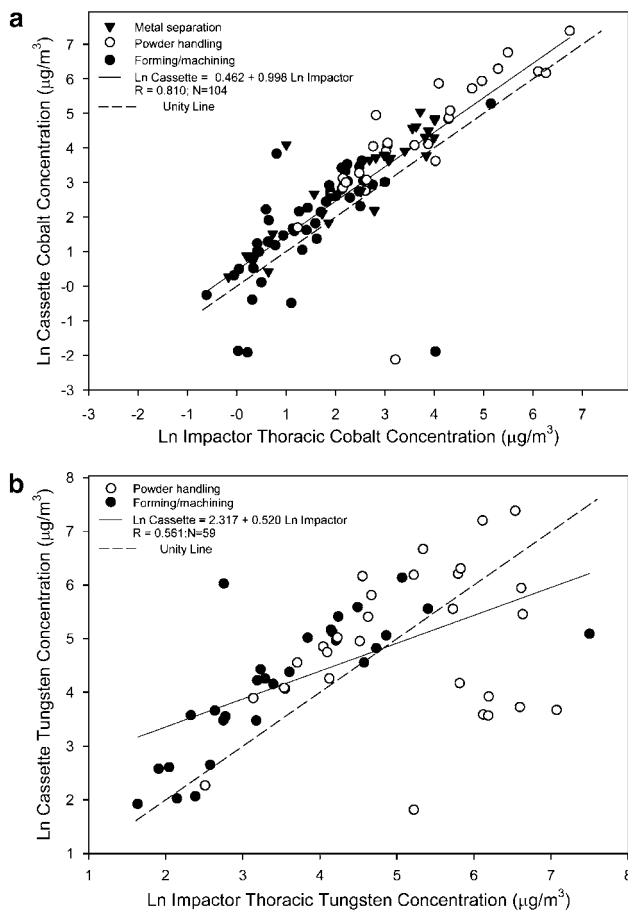 a
7
6
5
4
3
2
1
-0
-1
-2
-3
Ln Cassette Cobalt Concentration (μg/m³)
Metal separation
Powder handling
Forming/machining
Ln Cassette = 0.462 + 0.998 Ln Impactor
R = 0.810; N=104
Unity Line
-3 -2 -1 -0 1 2 3 4 5 6 7
Ln Impactor Thoracic Cobalt Concentration (μg/m³)
b
8
7
6
5
4
3
2
1
Ln Cassette Tungsten Concentration (μg/m³)
Powder handling
Forming/machining
Ln Cassette = 2.317 + 0.520 Ln Impactor
R = 0.561;N=59
Unity Line
1 2 3 4 5 6 7 8
Ln Impactor Thoracic Tungsten Concentration (μg/m³)